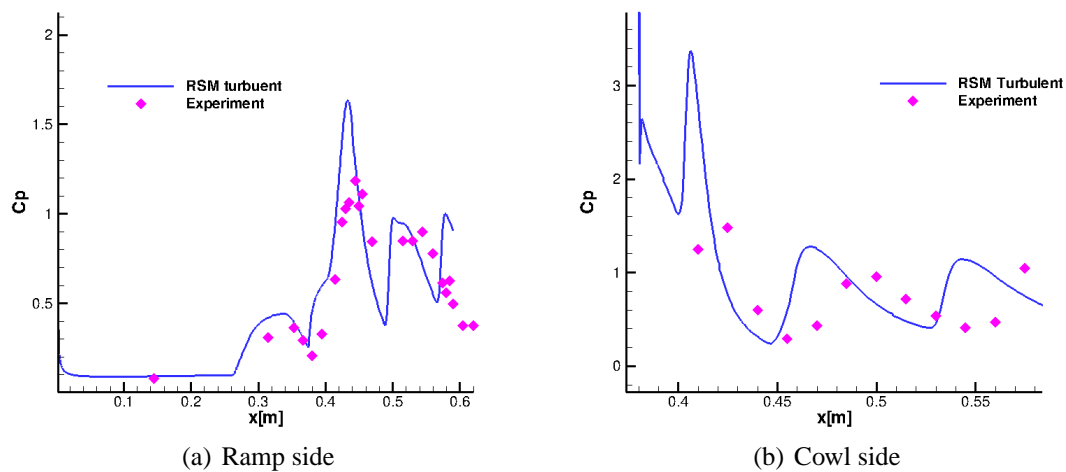 2
1.5
1
0.5
Cp
RSM turbuent
Experiment
0.1
0.2
0.3
0.4
0.5
0.6
x[m]
(a) Ramp side
3
2
1
0
Cp
RSM Turbulent
Experiment
0.4
0.45
0.5
0.55
x[m]
(b) Cowl side